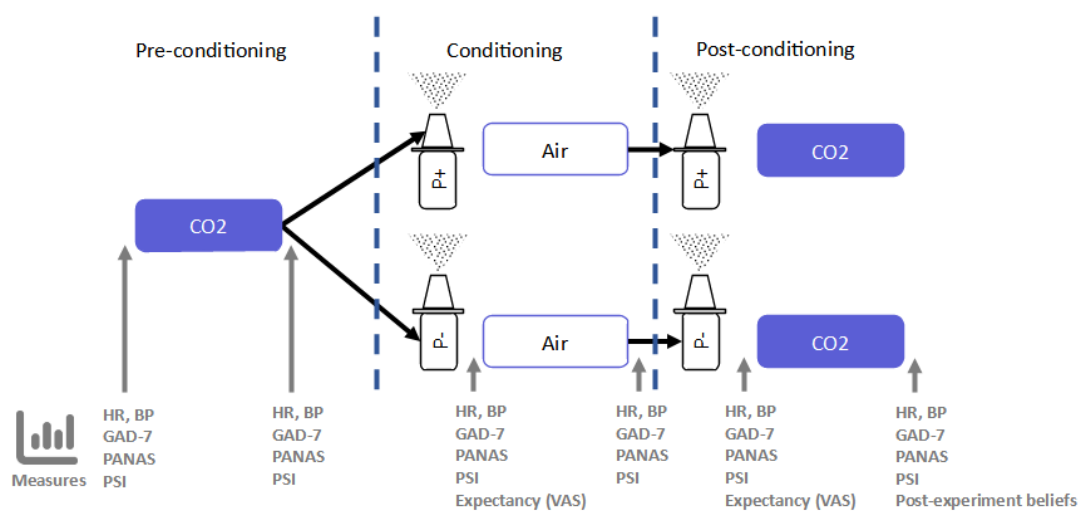 Pre-conditioning
Conditioning
Post-conditioning
P+
Air
P+
CO2
CO2
P-
Air
P-
CO2
Measures
HR, BP
GAD-7
PANAS
PSI
HR, BP
GAD-7
PANAS
PSI
HR, BP
GAD-7
PANAS
PSI
Expectancy (VAS)
HR, BP
GAD-7
PANAS
PSI
HR, BP
GAD-7
PANAS
PSI
Expectancy (VAS)
HR, BP
GAD-7
PANAS
PSI
Post-experiment beliefs